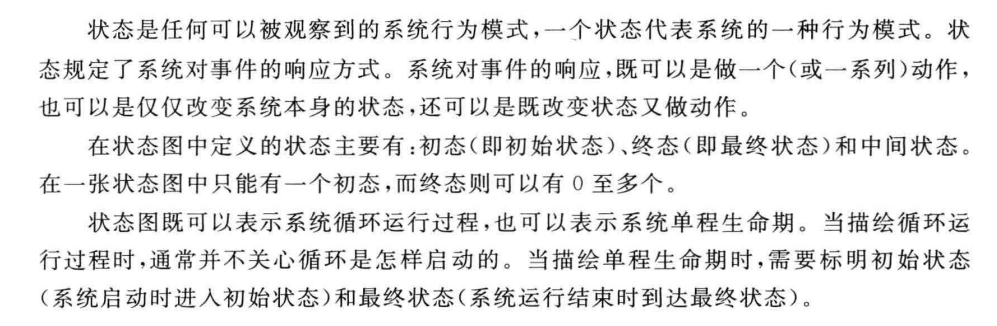 状态是任何可以被观察到的系统行为模式,一个状态代表系统的一种行为模式。状
态规定了系统对事件的响应方式。系统对事件的响应,既可以是做一个(或一系列)动作,
也可以是仅仅改变系统本身的状态,还可以是既改变状态又做动作。
在状态图中定义的状态主要有:初态(即初始状态)、终态(即最终状态)和中间状态。
在一张状态图中只能有一个初态,而终态则可以有 0 至多个。
状态图既可以表示系统循环运行过程,也可以表示系统单程生命期。当描绘循环运
行过程时,通常并不关心循环是怎样启动的。当描绘单程生命期时,需要标明初始状态
(系统启动时进入初始状态)和最终状态(系统运行结束时到达最终状态)。